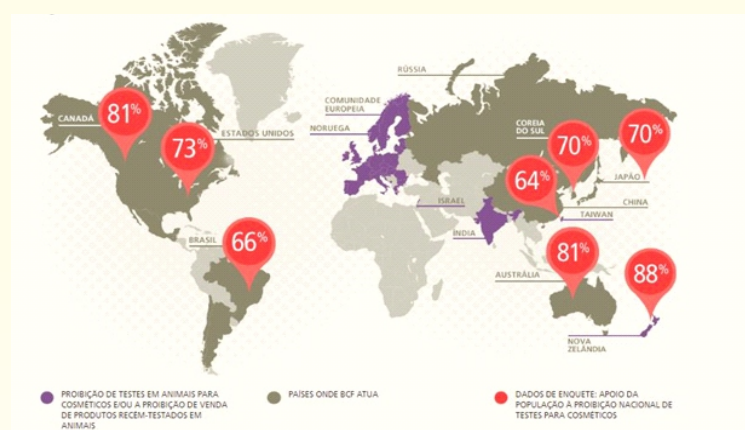 RÚSSIA
COMUNIDADE
EUROPEIA
CANADÁ
81%
NORUEGA
COREIA
DO SUL
70%
70%
73%
ESTADOS UNIDOS
64%
JAPÃO
ISRAEL
CHINA
TAIWAN
BRASIL
66%
ÍNDIA
81%
AUSTRÁLIA
88%
NOVA
ZELÂNDIA
PROIBIÇÃO DE TESTES EM ANIMAIS PARA
COSMÉTICOS E/OU A PROIBIÇÃO DE VENDA
DE PRODUTOS RECÉM-TESTADOS EM
ANIMAIS
PAÍSES ONDE BCF ATUA
DADOS DE ENQUETE: APOIO DA
POPULAÇÃO À PROIBIÇÃO NACIONAL DE
TESTES PARA COSMÉTICOS